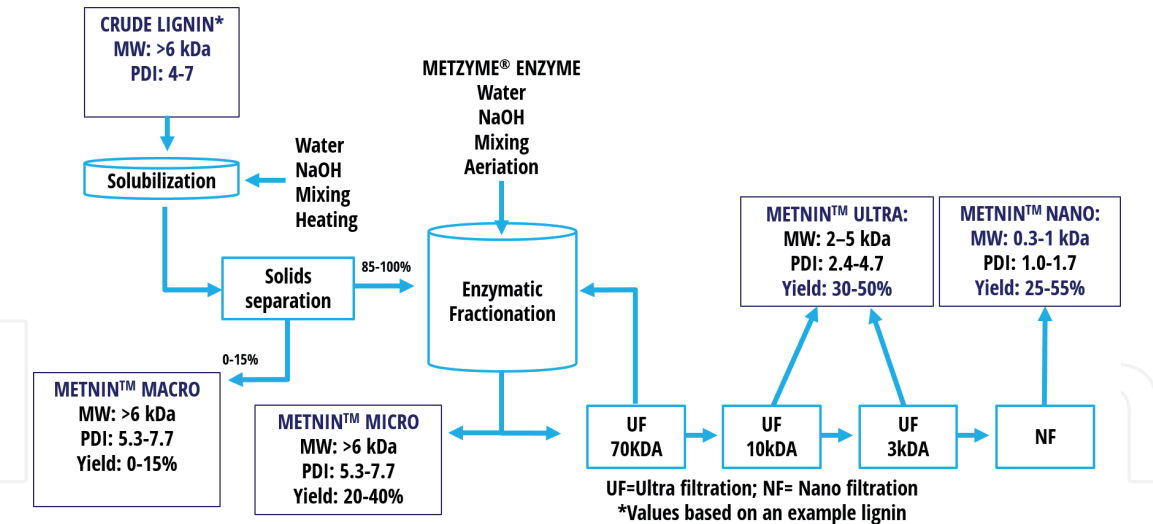 CRUDE LIGNIN*
MW: >6 kDa
PDI: 4-7
Solubilization
Water
NaOH
Mixing
Heating
METZYME® ENZYME
Water
NaOH
Mixing
Aeriation
Solids
separation
85-100%
0-15%
Enzymatic
Fractionation
METNIN™ MACRO
MW: >6 kDa
PDI: 5.3-7.7
Yield: 0-15%
METNIN™ MICRO
MW: >6 kDa
PDI: 5.3-7.7
Yield: 20-40%
METNIN™ ULTRA:
MW: 2–5 kDa
PDI: 2.4-4.7
Yield: 30-50%
METNIN™ NANO:
MW: 0.3-1 kDa
PDI: 1.0-1.7
Yield: 25-55%
UF
70KDA
UF
10kDA
UF
3kDA
NF
UF=Ultra filtration; NF= Nano filtration
*Values based on an example lignin